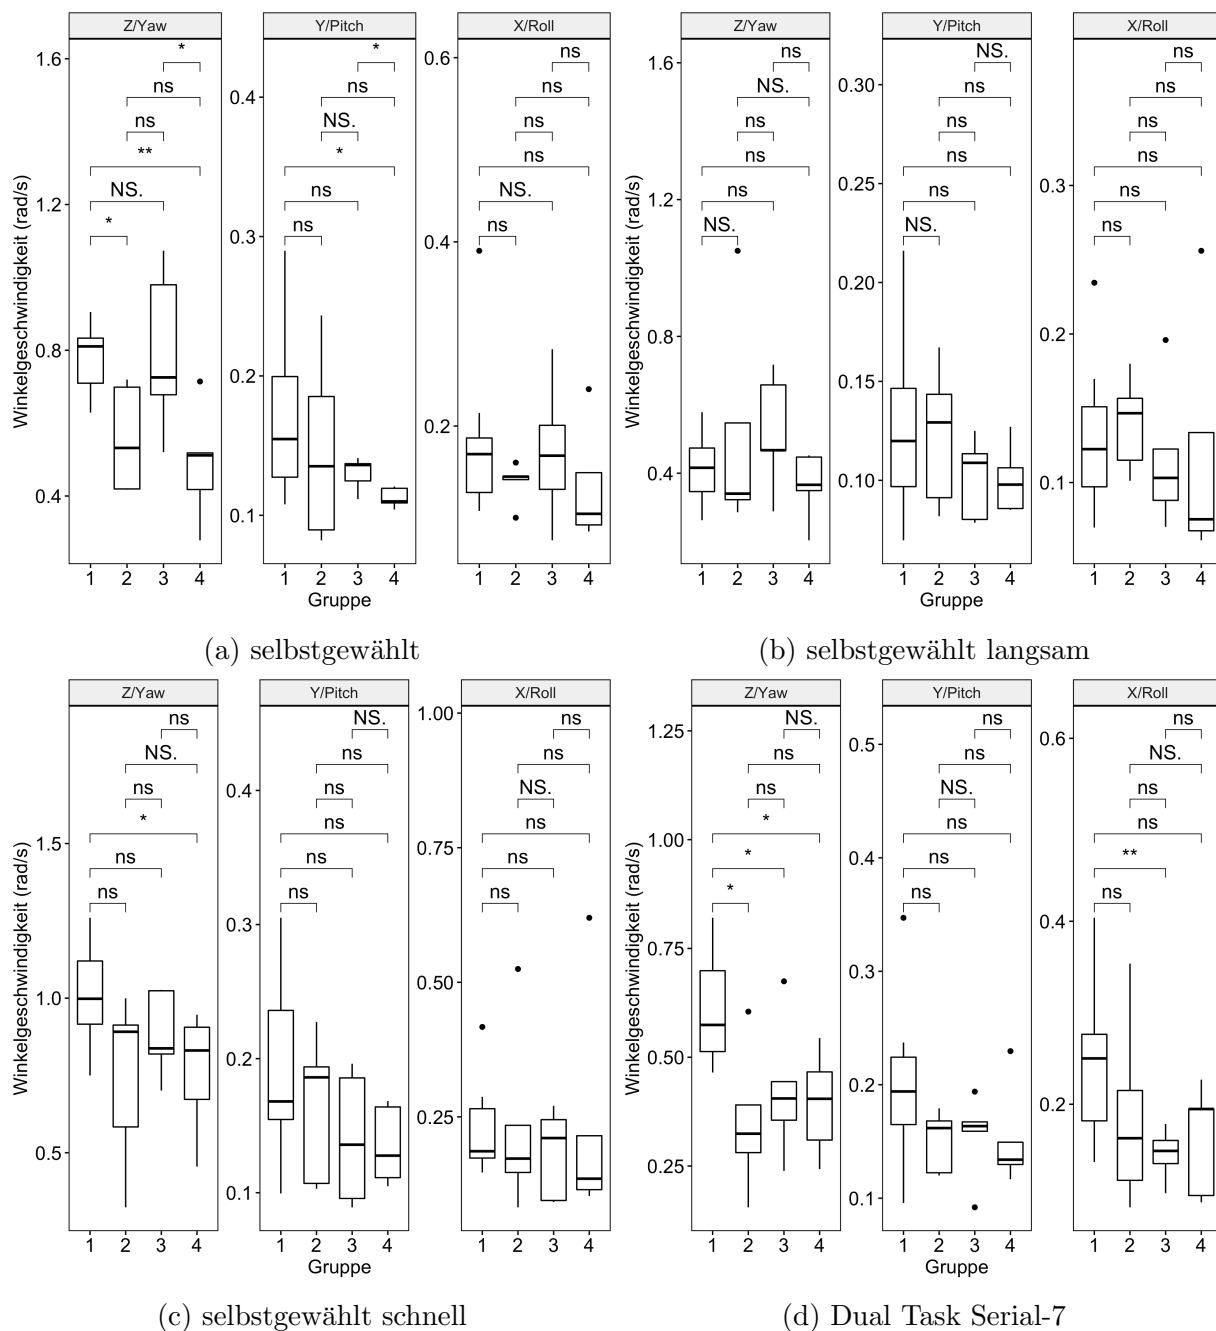 Z/Yaw Y/Pitch X/Roll
Winkelgeschwindigkeit (rad/s)
1.6
1.2
0.8
0.4
*
ns
ns
**
NS.
*
1 2 3 4
0.4
0.3
0.2
0.1
*
ns
NS.
*
ns
ns
1 2 3 4
0.6
0.4
0.2
ns
ns
ns
ns
NS.
ns
1 2 3 4
Gruppe
(a) selbstgewählt
Z/Yaw Y/Pitch X/Roll
Winkelgeschwindigkeit (rad/s)
1.6
1.2
0.8
0.4
ns
NS.
ns
ns
ns
NS.
1 2 3 4
0.30
0.25
0.20
0.15
0.10
NS.
ns
ns
ns
ns
NS.
1 2 3 4
0.3
0.2
0.1
ns
ns
ns
ns
ns
ns
1 2 3 4
Gruppe
(b) selbstgewählt langsam
Z/Yaw Y/Pitch X/Roll
Winkelgeschwindigkeit (rad/s)
1.5
1.0
0.5
ns
NS.
ns
*
ns
ns
1 2 3 4
0.4
0.3
0.2
0.1
NS.
ns
ns
ns
ns
ns
1 2 3 4
1.00
0.75
0.50
0.25
ns
ns
NS.
ns
ns
ns
1 2 3 4
Gruppe
(c) selbstgewählt schnell
Z/Yaw Y/Pitch X/Roll
Winkelgeschwindigkeit (rad/s)
1.25
1.00
0.75
0.50
0.25
NS.
ns
ns
*
*
*
1 2 3 4
0.5
0.4
0.3
0.2
0.1
ns
ns
NS.
ns
ns
ns
1 2 3 4
0.6
0.4
0.2
ns
NS.
ns
ns
**
ns
1 2 3 4
Gruppe
(d) Dual Task Serial-7